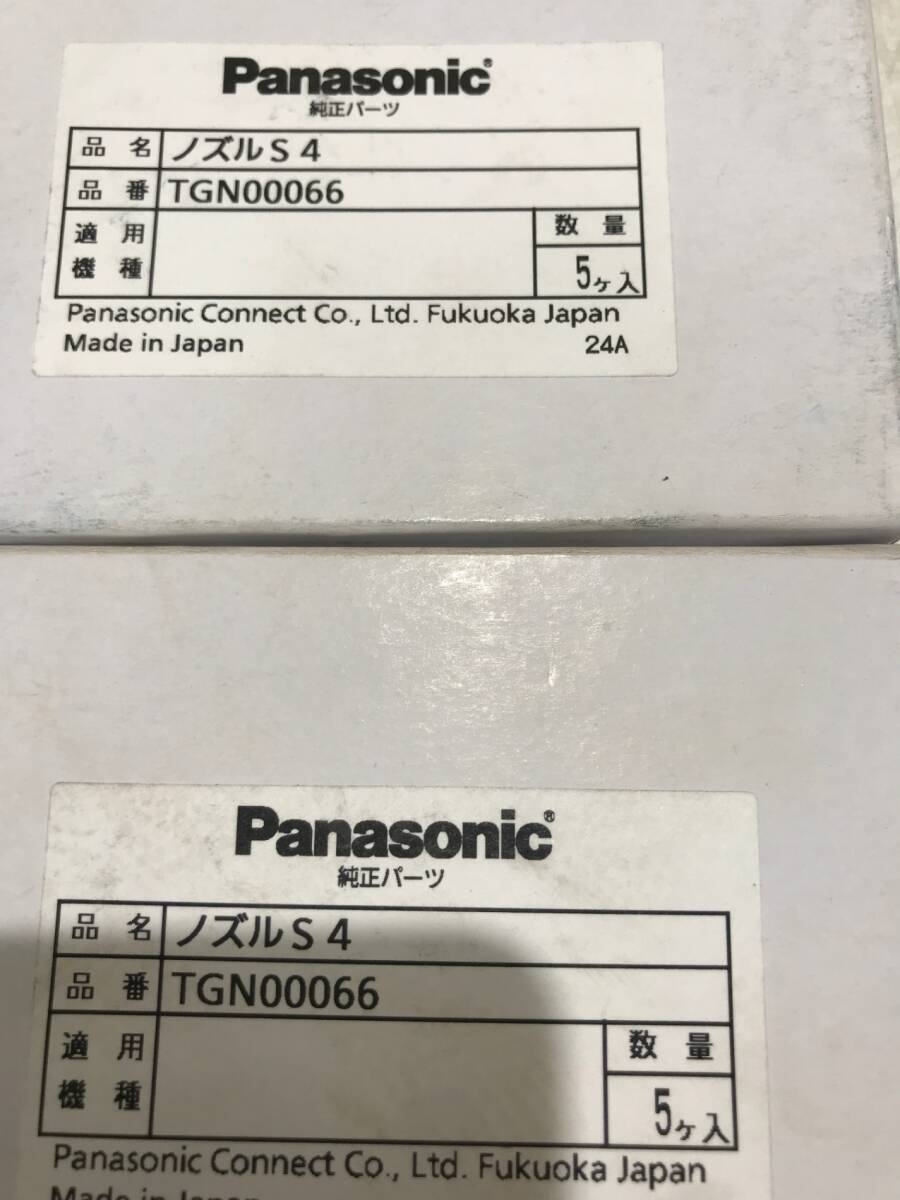 Panasonic®
純正パーツ
品名 ノズルS4
品番 TGN00066
適用機種 数量
5ヶ入
Panasonic Connect Co., Ltd. Fukuoka Japan
Made in Japan 24A
Panasonic®
純正パーツ
品名 ノズルS4
品番 TGN00066
適用機種 数量
5ヶ入
Panasonic Connect Co., Ltd. Fukuoka Japan
Made in Japan